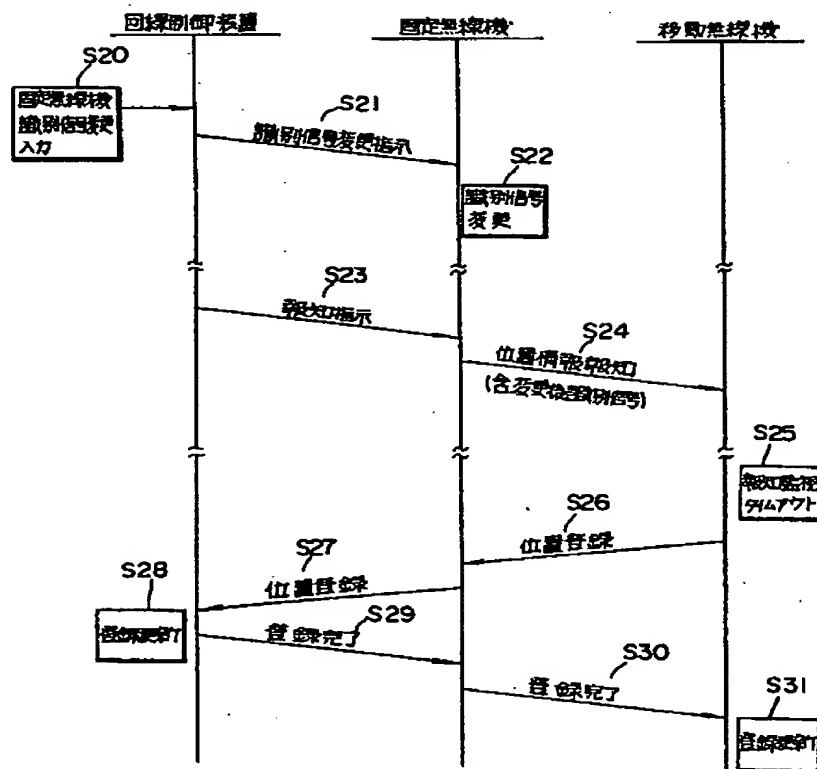 回線制御装置
固定無線機
移動無線機
S20
固定無線機
識別信号変更
入力
S21
識別信号変更指示
S22
識別信号
変更
S23
報知指示
S24
位置情報報知
(含変更後識別信号)
S25
報知監視
タイムアウト
S26
位置登録
S27
位置登録
S28
登録更新
S29
登録完了
S30
登録完了
S31
登録更新